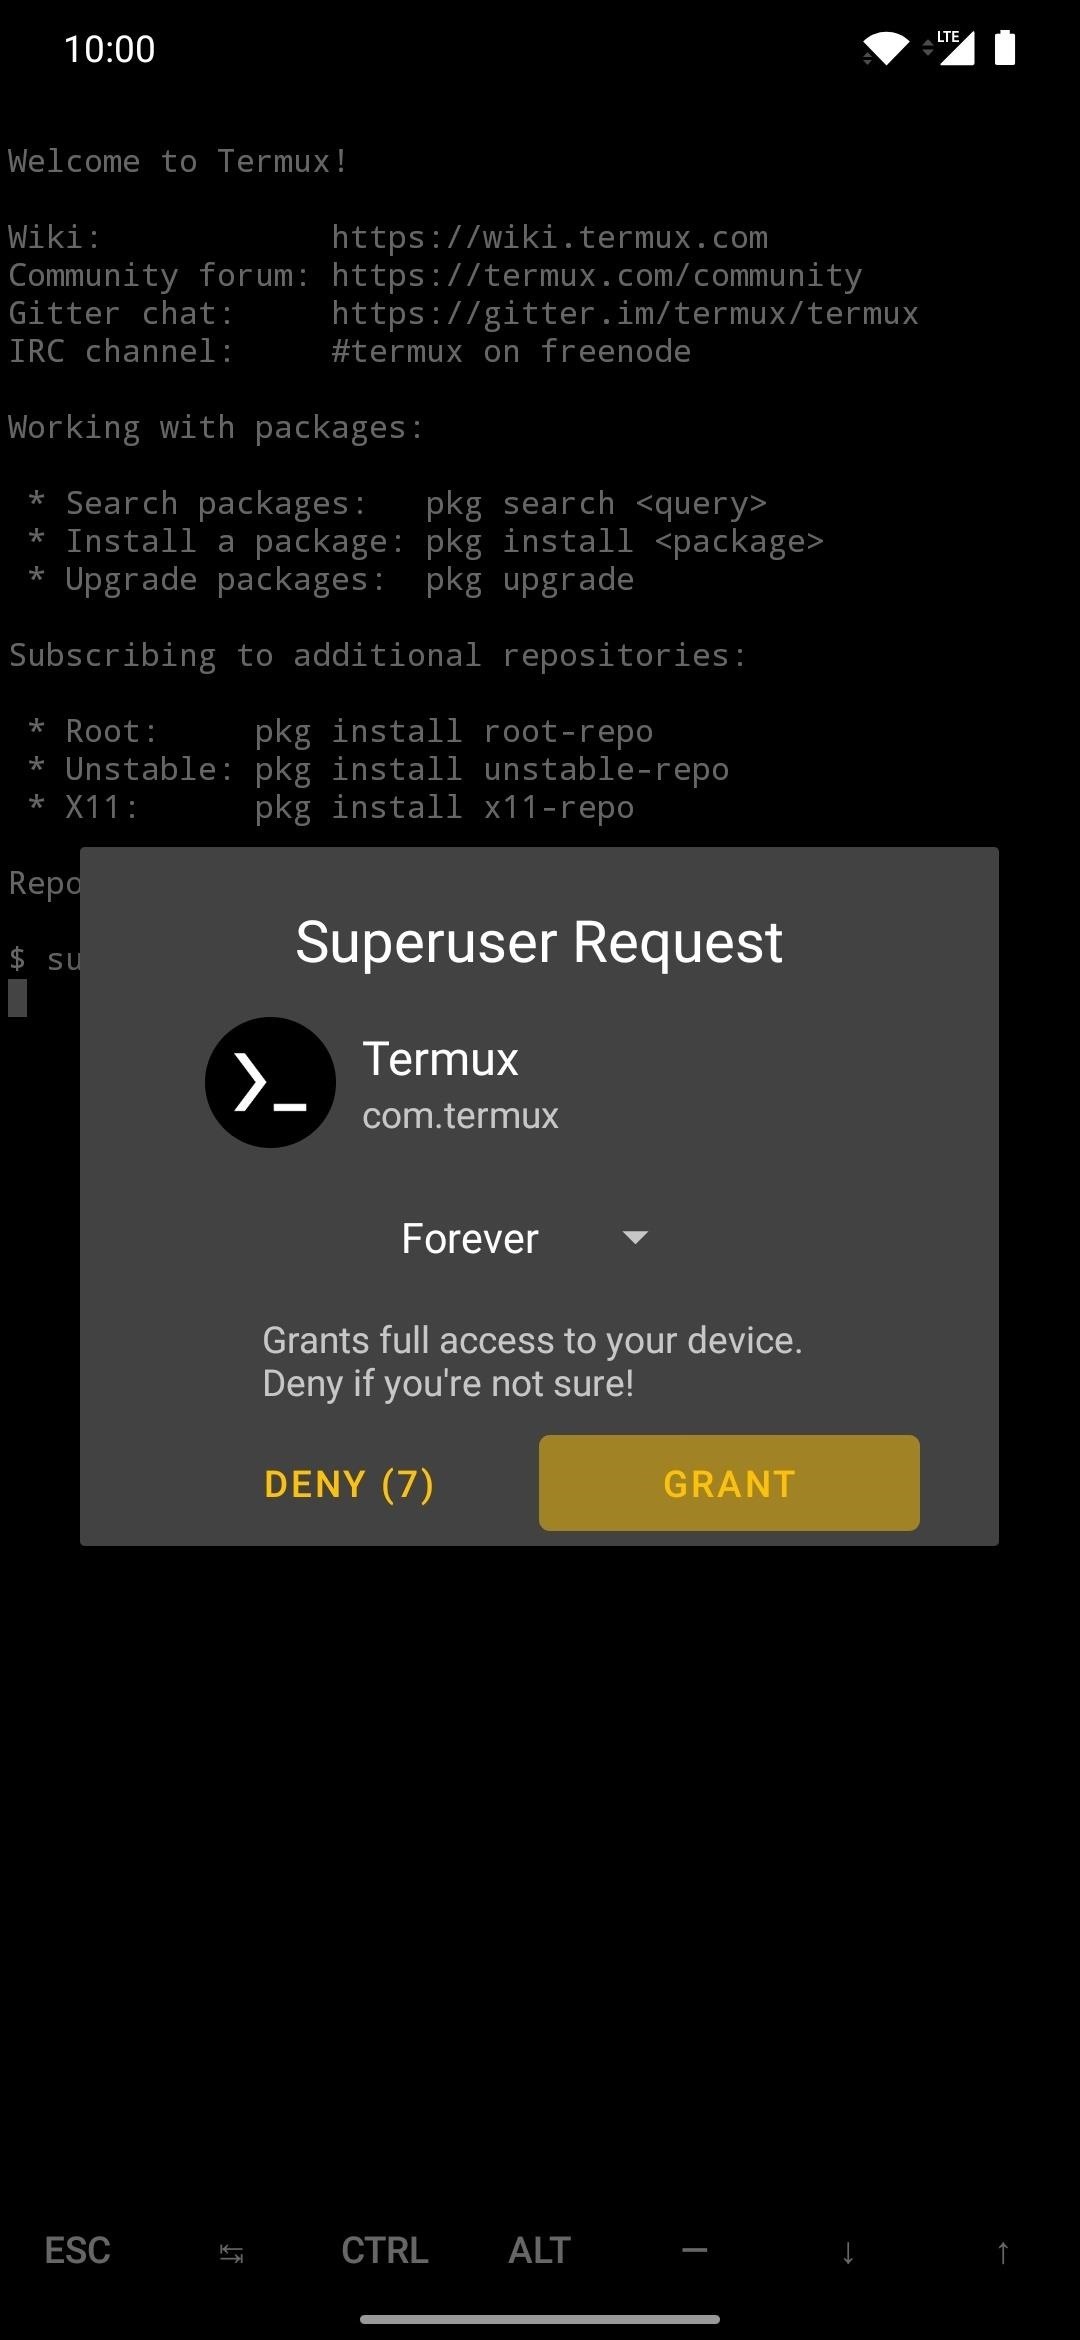 10:00
LTE
Welcome to Termux!
Wiki: https://wiki.termux.com
Community forum: https://termux.com/community
Gitter chat: https://gitter.im/termux/termux
IRC channel: #termux on freenode
Working with packages:
* Search packages: pkg search <query>
* Install a package: pkg install <package>
* Upgrade packages: pkg upgrade
Subscribing to additional repositories:
* Root: pkg install root-repo
* Unstable: pkg install unstable-repo
* X11: pkg install x11-repo
Repo
$ su
Superuser Request
Termux
com.termux
Forever
Grants full access to your device.
Deny if you're not sure!
DENY (7) GRANT
ESC ↹ CTRL ALT — ↓ ↑